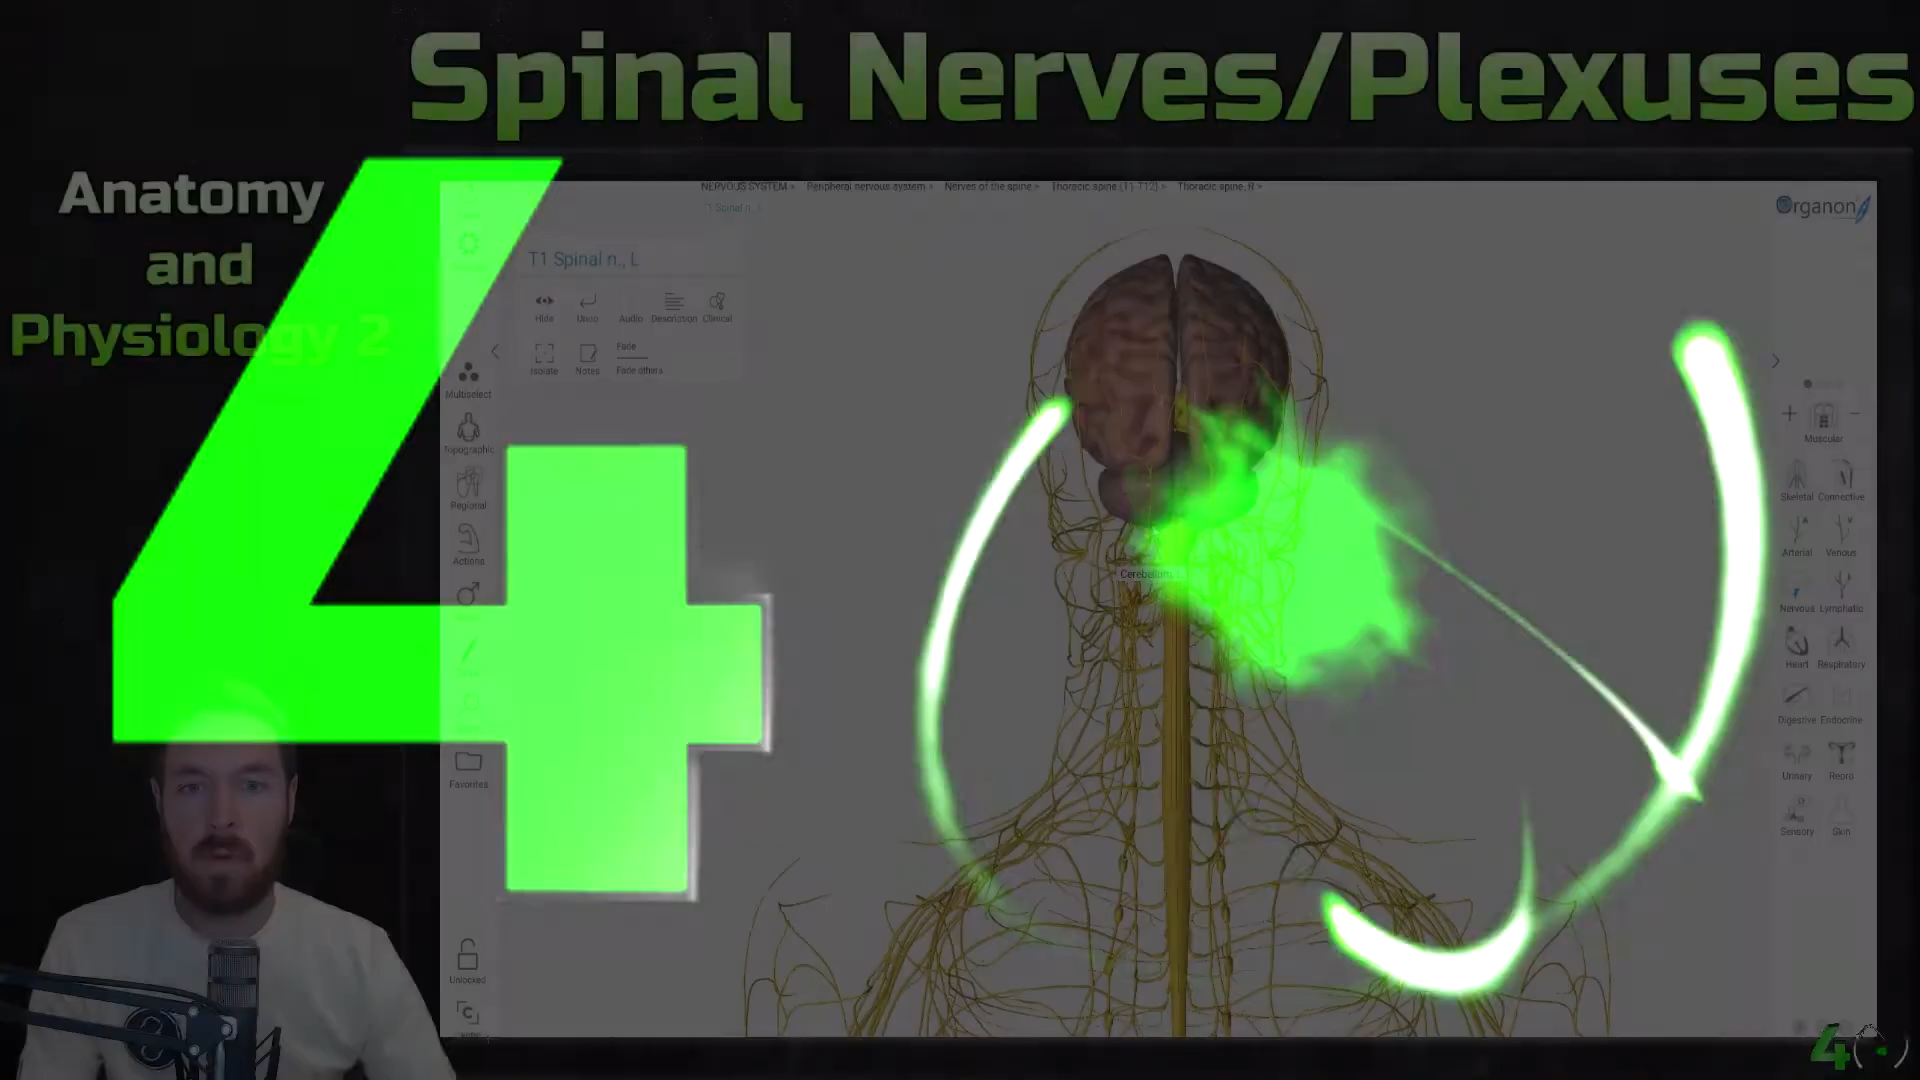 Spinal Nerves/Plexuses
Anatomy
and
Physiology 2
4
NERVOUS SYSTEM > Peripheral nervous system > Nerves of the spine > Thoracic spine (T1-T12) > Thoracic spine, R >
Organon
T1 Spinal n., L
Hide Undo Audio Description Clinical
Isolate Notes Fade
Fade others
Multiselect
Topographic
Regional
Actions
Favorites
Unlocked
Cerebellum
Muscular
Skeletal Connective
Arterial Venous
Nervous Lymphatic
Heart Respiratory
Digestive Endocrine
Urinary Repro
Sensory Skin
4